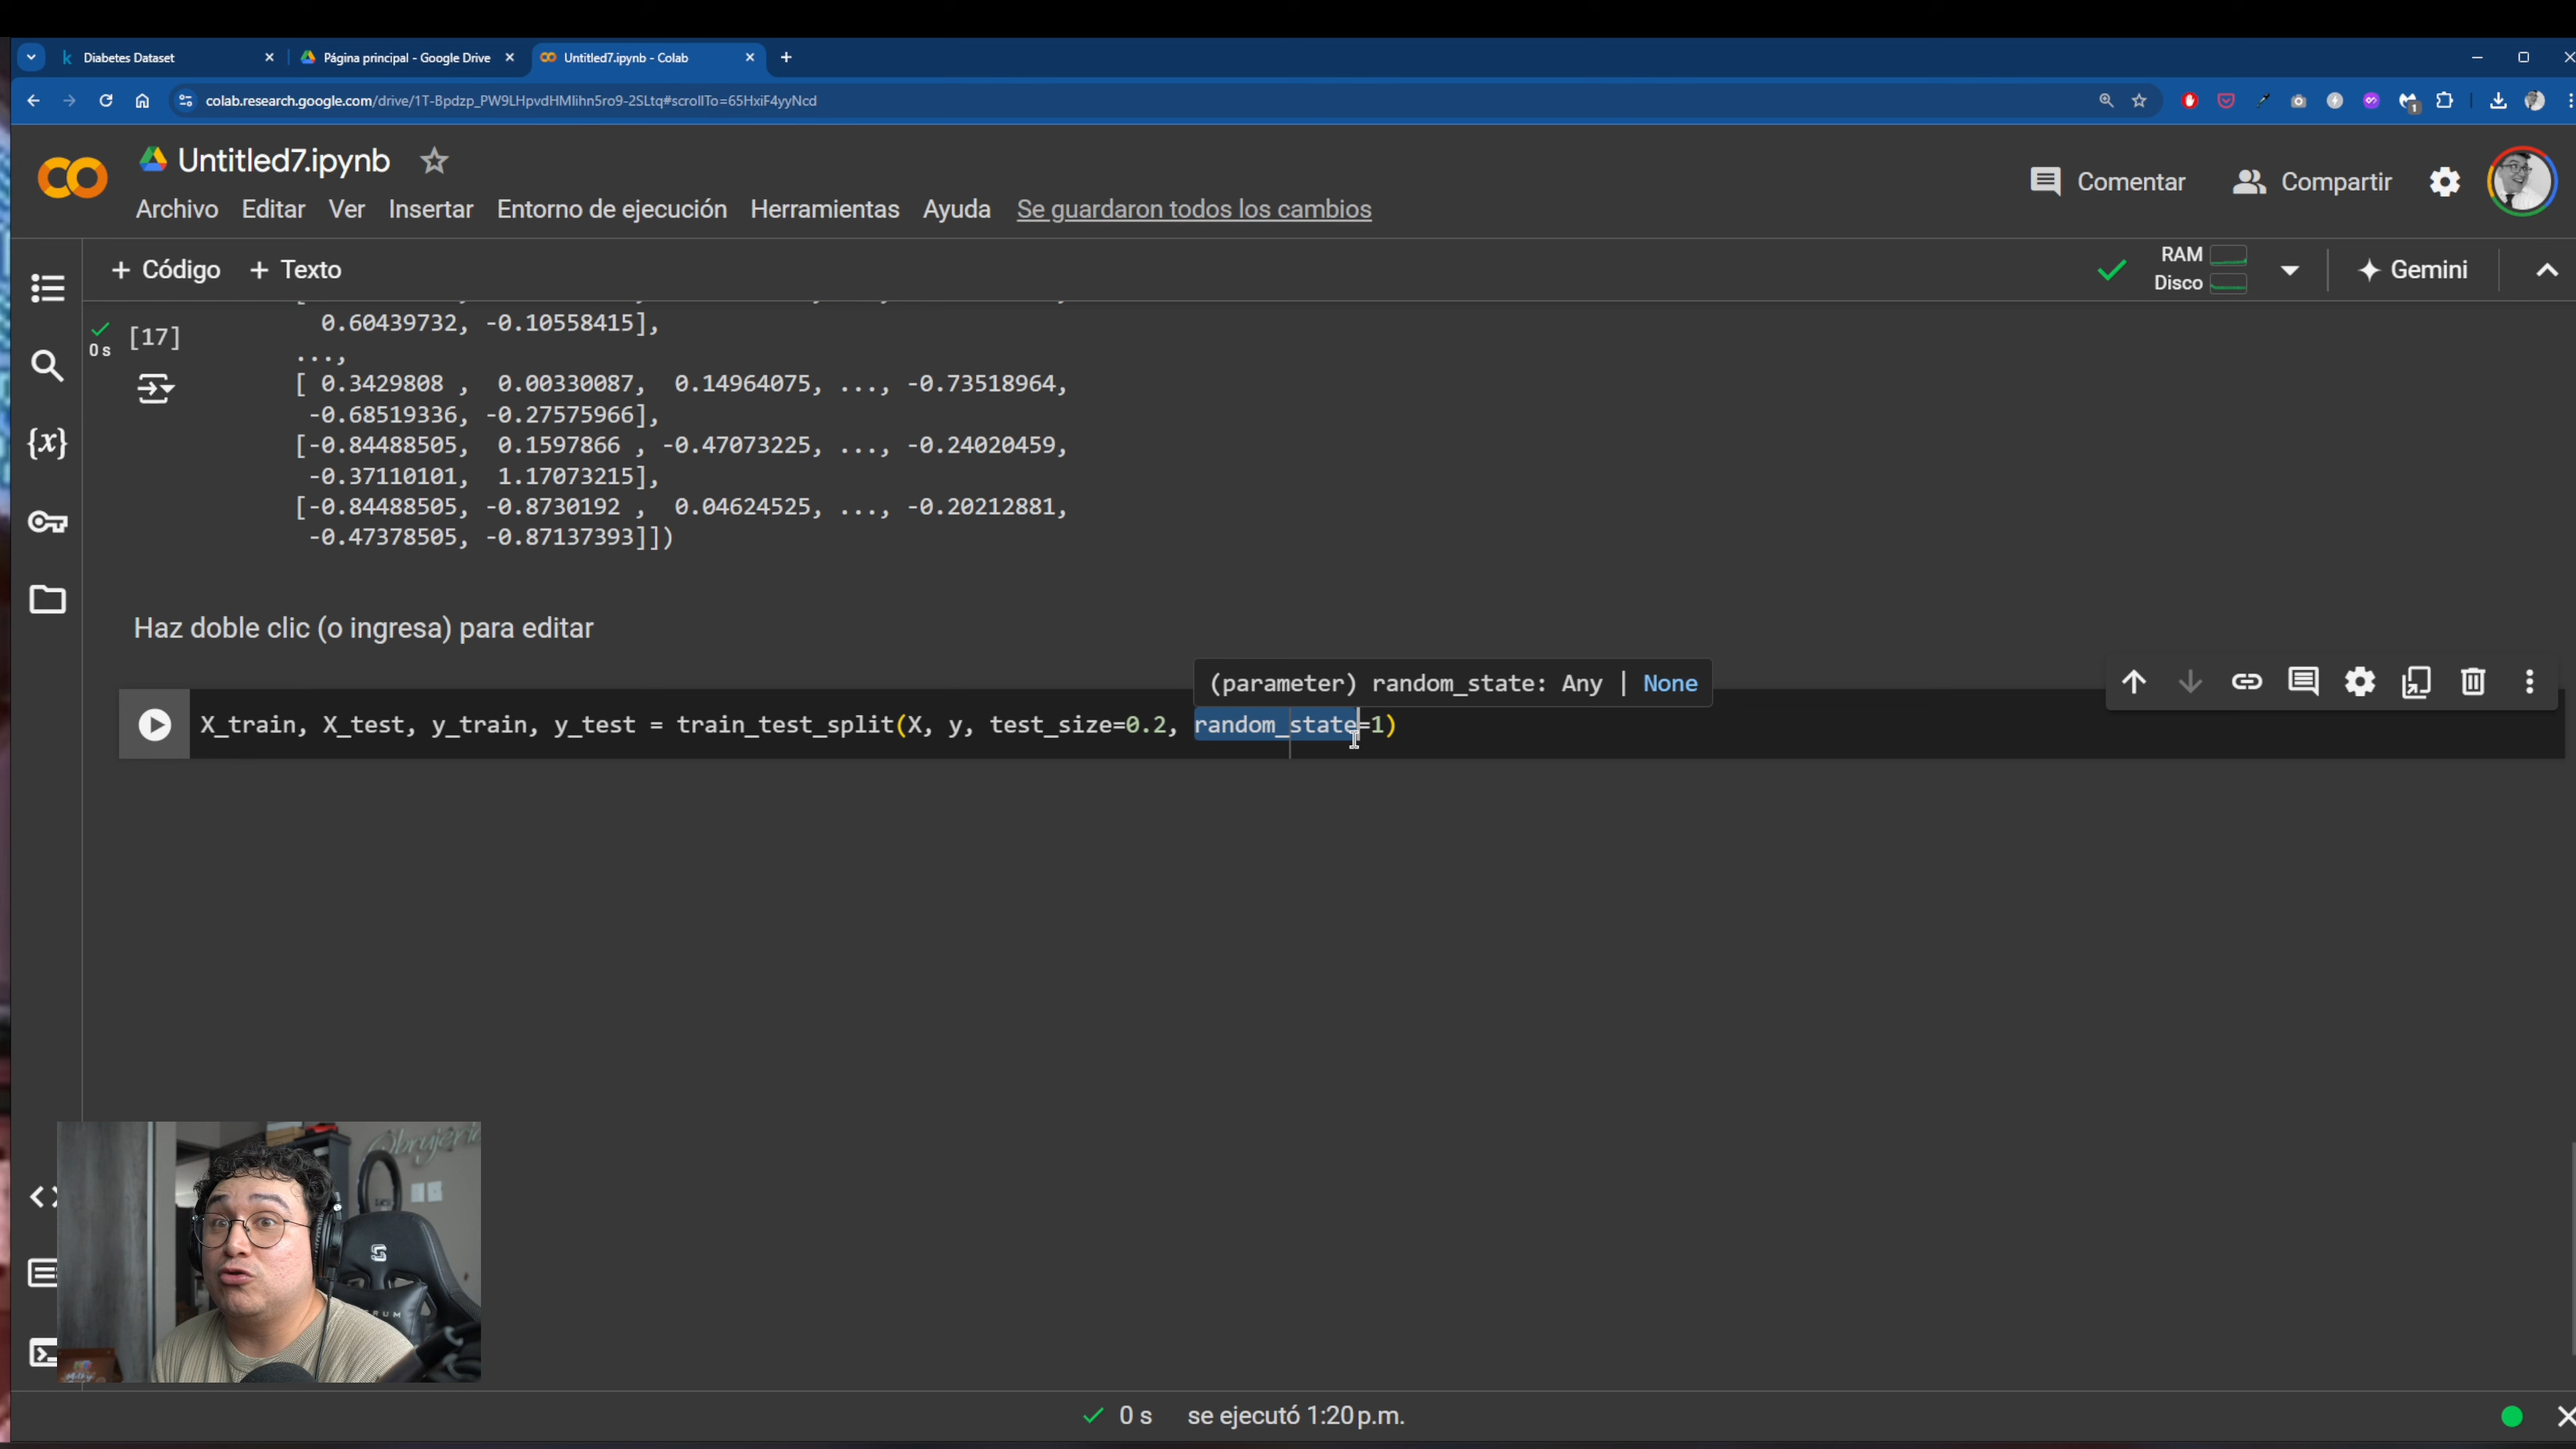 Diabetes Dataset
Página principal - Google Drive
Untitled7.ipynb - Colab
colab.research.google.com/drive/1T-Bpdzp_PW9LHpvdHMIihn5ro9-2SLtq#scrollTo=65HxiF4yyNcd
Untitled7.ipynb
Comentar
Compartir
Archivo Editar Ver Insertar Entorno de ejecución Herramientas Ayuda Se guardaron todos los cambios
+ Código + Texto
RAM
Disco
Gemini
0.60439732, -0.10558415],
[17]
0 s
...,
[ 0.3429808 , 0.00330087, 0.14964075, ..., -0.73518964,
-0.68519336, -0.27575966],
[-0.84488505, 0.1597866 , -0.47073225, ..., -0.24020459,
-0.37110101, 1.17073215],
[-0.84488505, -0.8730192 , 0.04624525, ..., -0.20212881,
-0.47378505, -0.87137393]])
Haz doble clic (o ingresa) para editar
(parameter) random_state: Any | None
X_train, X_test, y_train, y_test = train_test_split(X, y, test_size=0.2, random_state=1)
@brujeri
0 s se ejecutó 1:20 p.m.